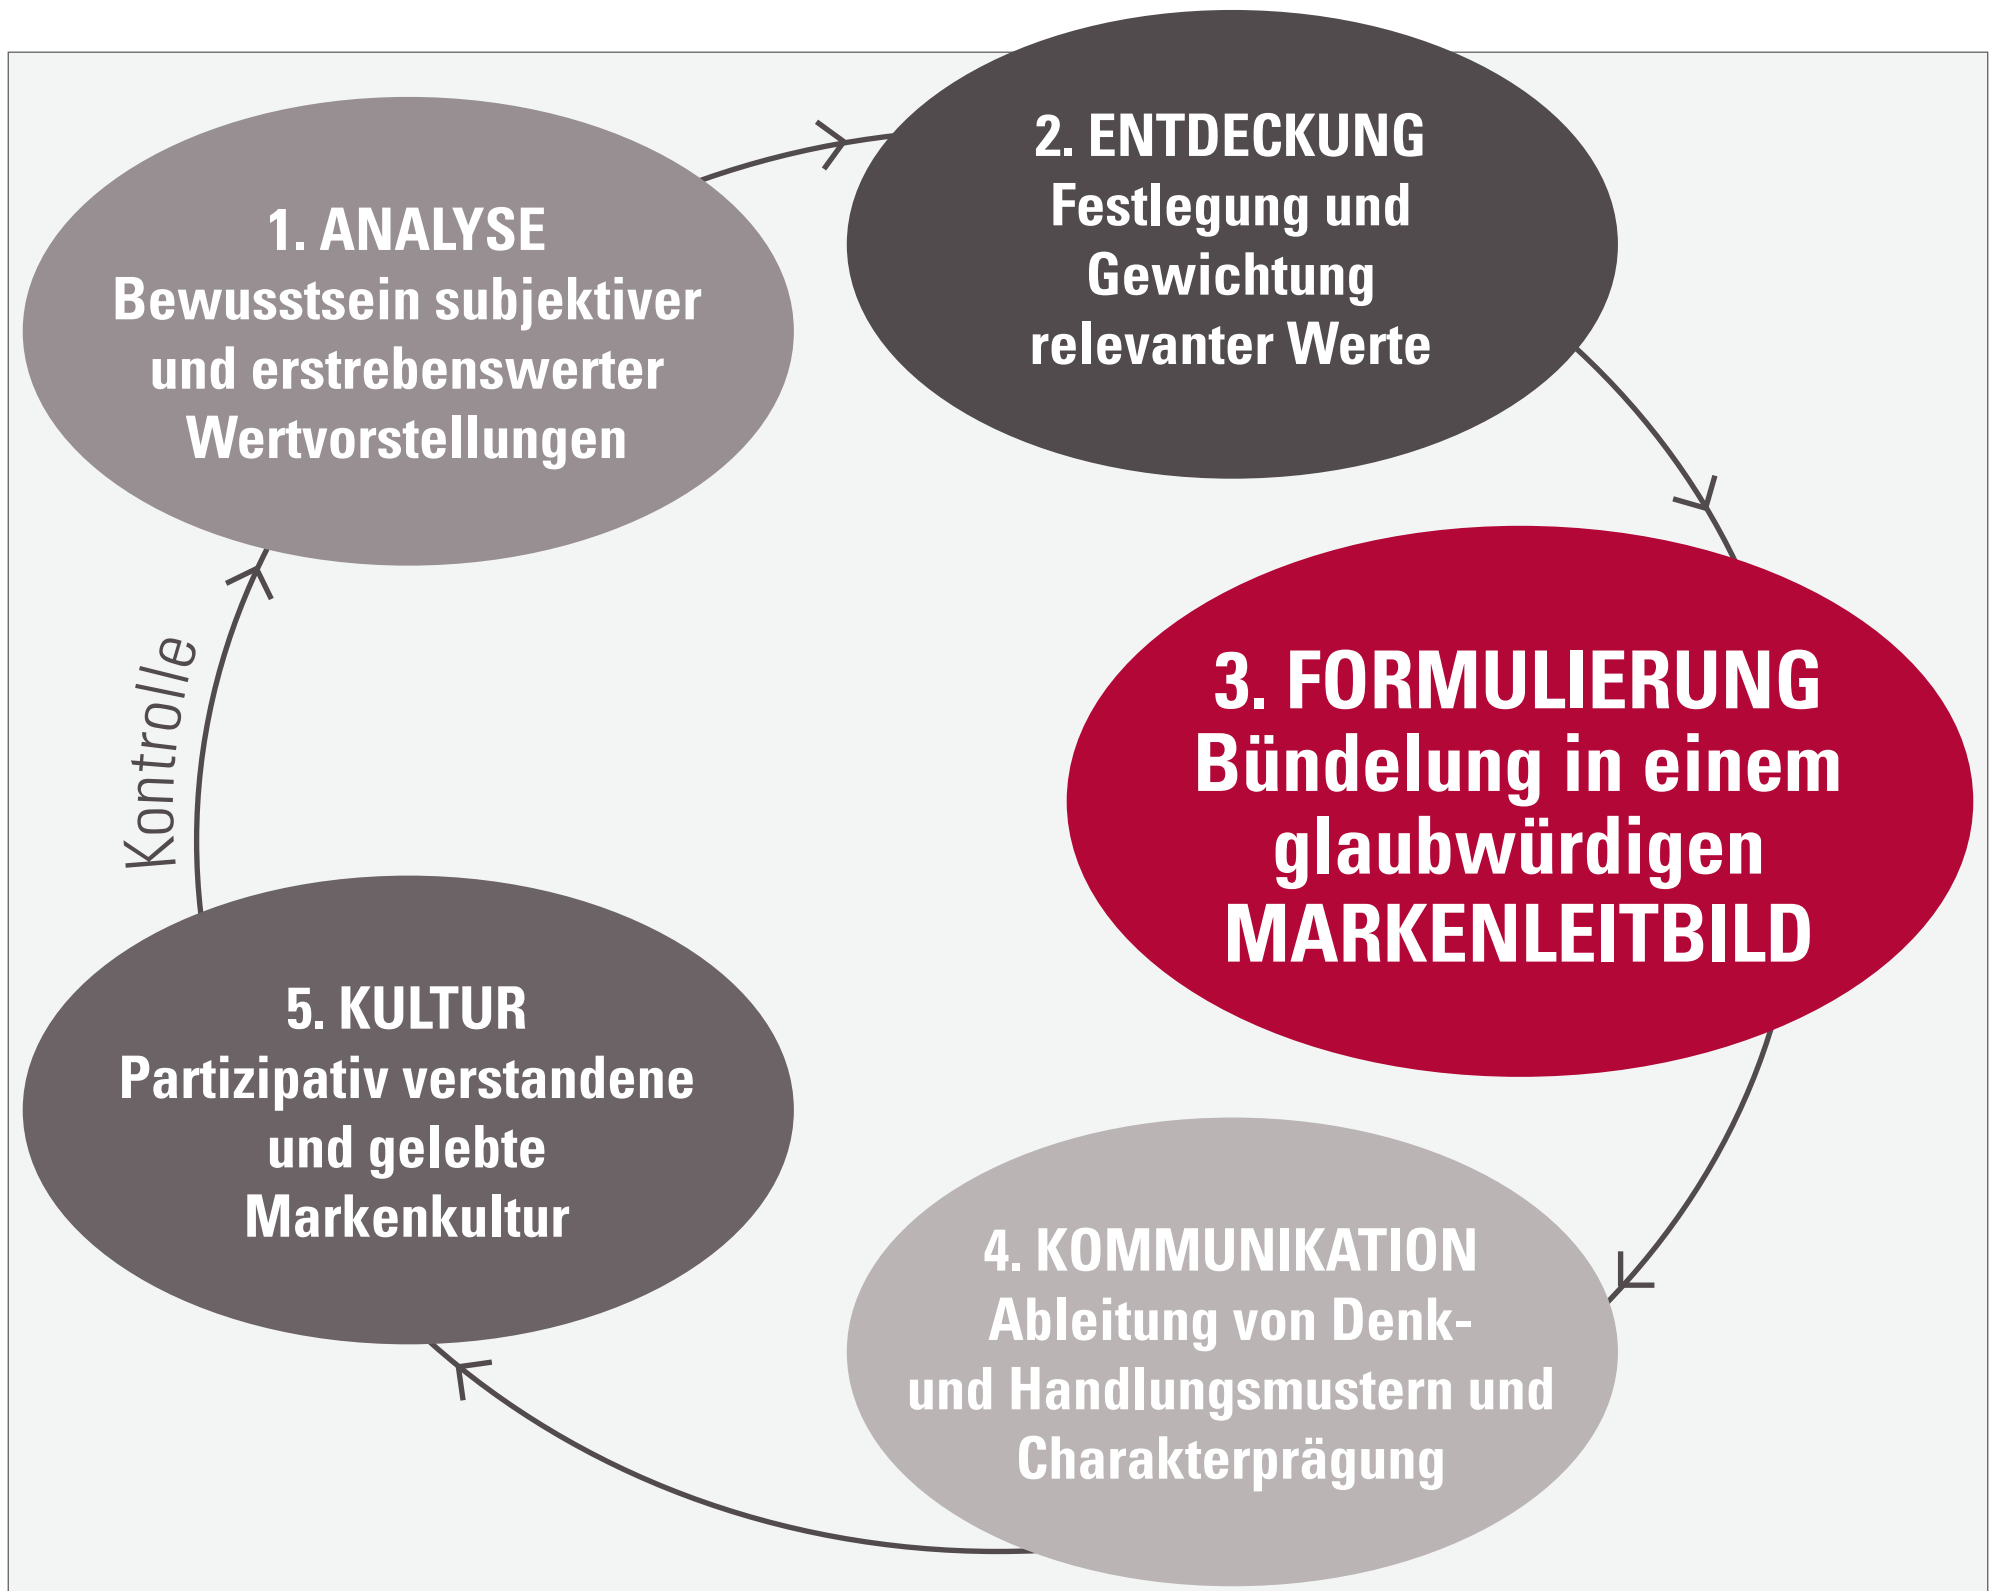 1. ANALYSE
Bewusstsein subjektiver
und erstrebenswerter
Wertvorstellungen
2. ENTDECKUNG
Festlegung und
Gewichtung
relevanter Werte
3. FORMULIERUNG
Bündelung in einem
glaubwürdigen
MARKENLEITBILD
4. KOMMUNIKATION
Ableitung von Denk-
und Handlungsmustern und
Charakterprägung
5. KULTUR
Partizipativ verstandene
und gelebte
Markenkultur
Kontrolle